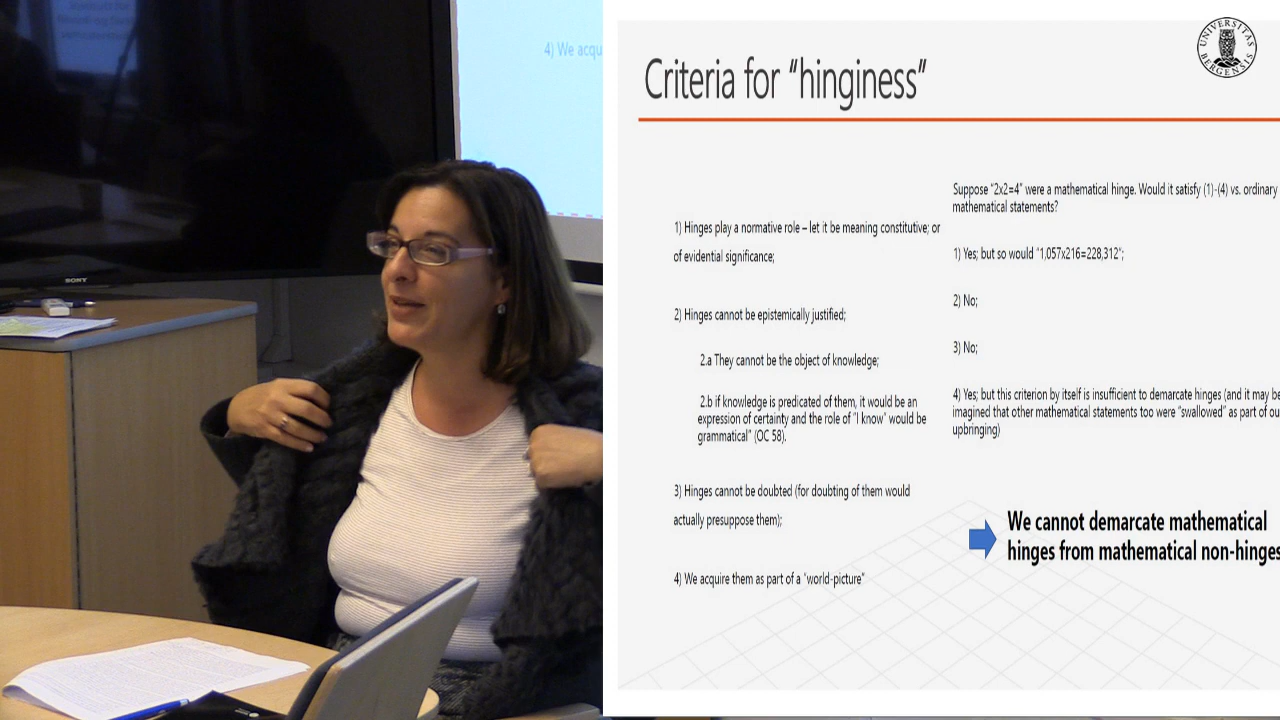 4) We acqu
SONY
UNIVERSITAS
BERGENSIS
Criteria for “hinginess”
1) Hinges play a normative role – let it be meaning constitutive; or
of evidential significance;
2) Hinges cannot be epistemically justified;
2.a They cannot be the object of knowledge;
2.b if knowledge is predicated of them, it would be an
expression of certainty and the role of “I know” would be
grammatical” (OC 58).
3) Hinges cannot be doubted (for doubting of them would
actually presuppose them);
4) We acquire them as part of a “world-picture”
Suppose “2x2=4” were a mathematical hinge. Would it satisfy (1)-(4) vs. ordinary
mathematical statements?
1) Yes; but so would “1,057x216=228,312”;
2) No;
3) No;
4) Yes; but this criterion by itself is insufficient to demarcate hinges (and it may be
imagined that other mathematical statements too were “swallowed” as part of ou
upbringing)
We cannot demarcate mathematical
hinges from mathematical non-hinges